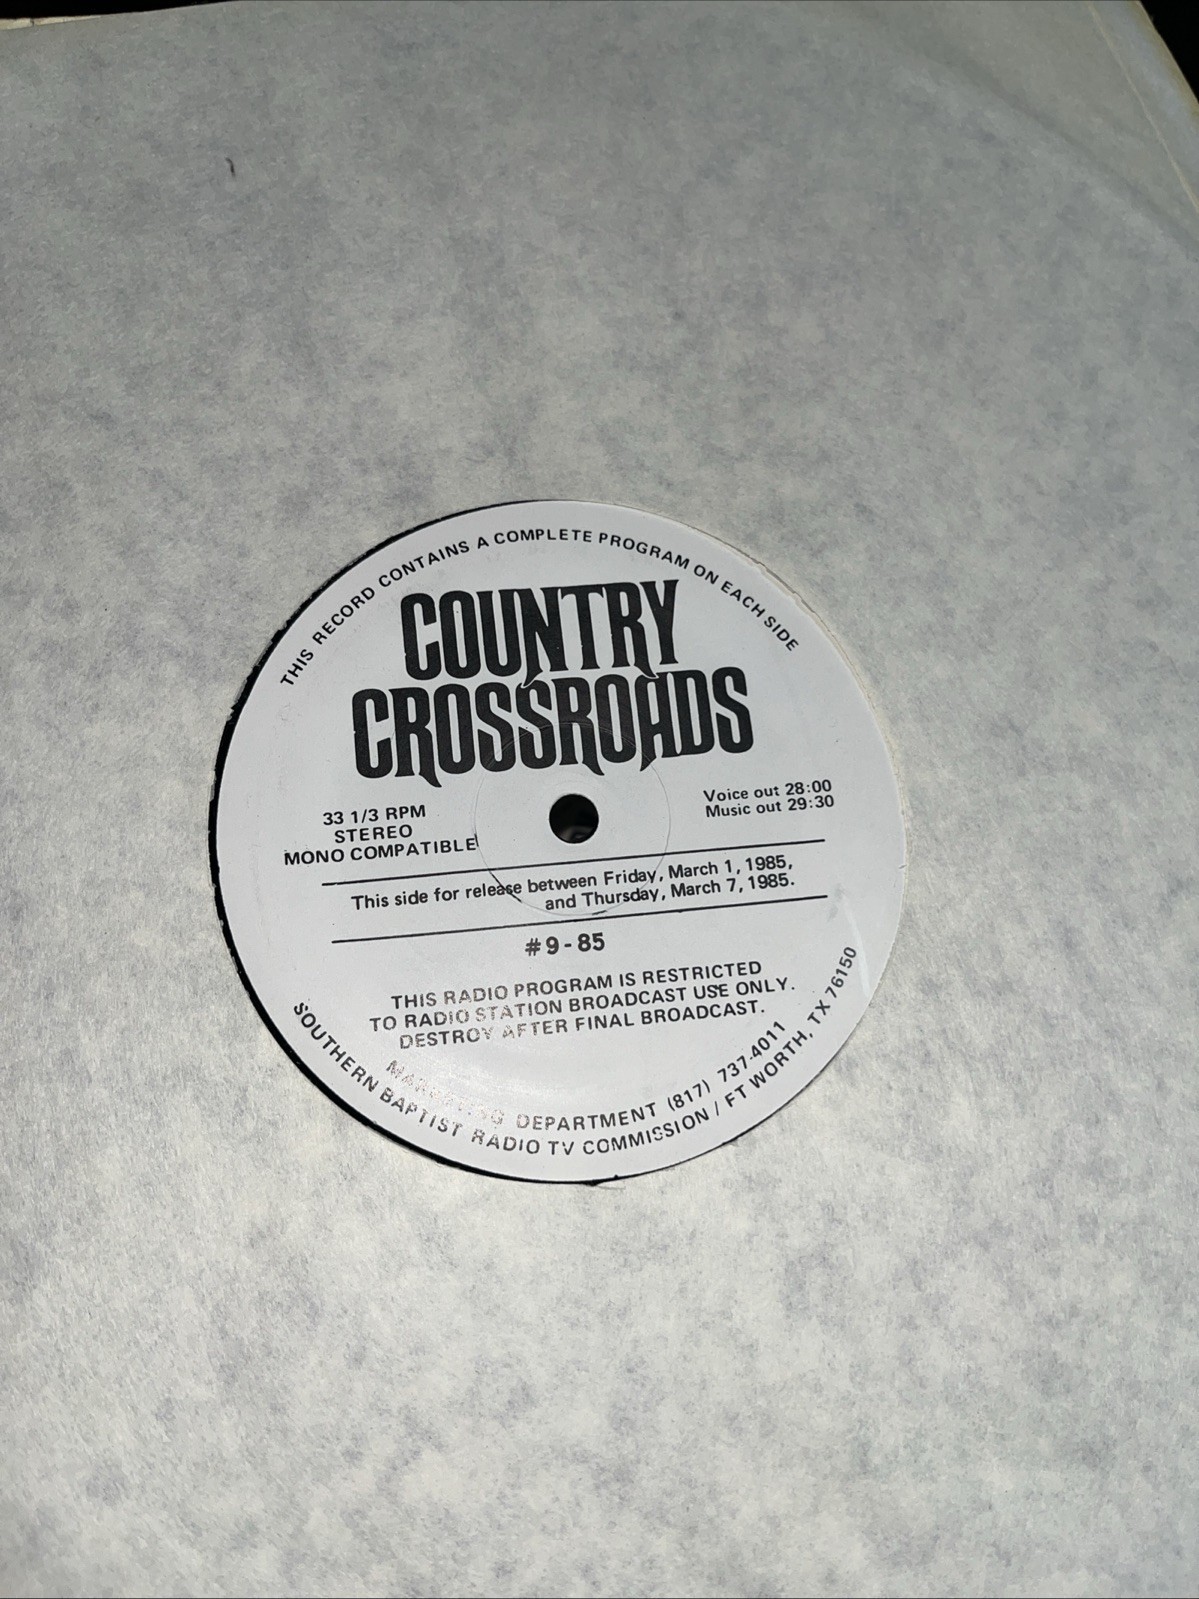 THIS RECORD CONTAINS A COMPLETE PROGRAM ON EACH SIDE
COUNTRY
CROSSROADS
33 1/3 RPM
STEREO
MONO COMPATIBLE
Voice out 28:00
Music out 29:30
This side for release between Friday, March 1, 1985,
and Thursday, March 7, 1985.
#9-85
THIS RADIO PROGRAM IS RESTRICTED
TO RADIO STATION BROADCAST USE ONLY.
DESTROY AFTER FINAL BROADCAST.
MARKETING DEPARTMENT (817) 737-4011
SOUTHERN BAPTIST RADIO TV COMMISSION / FT WORTH, TX 76150